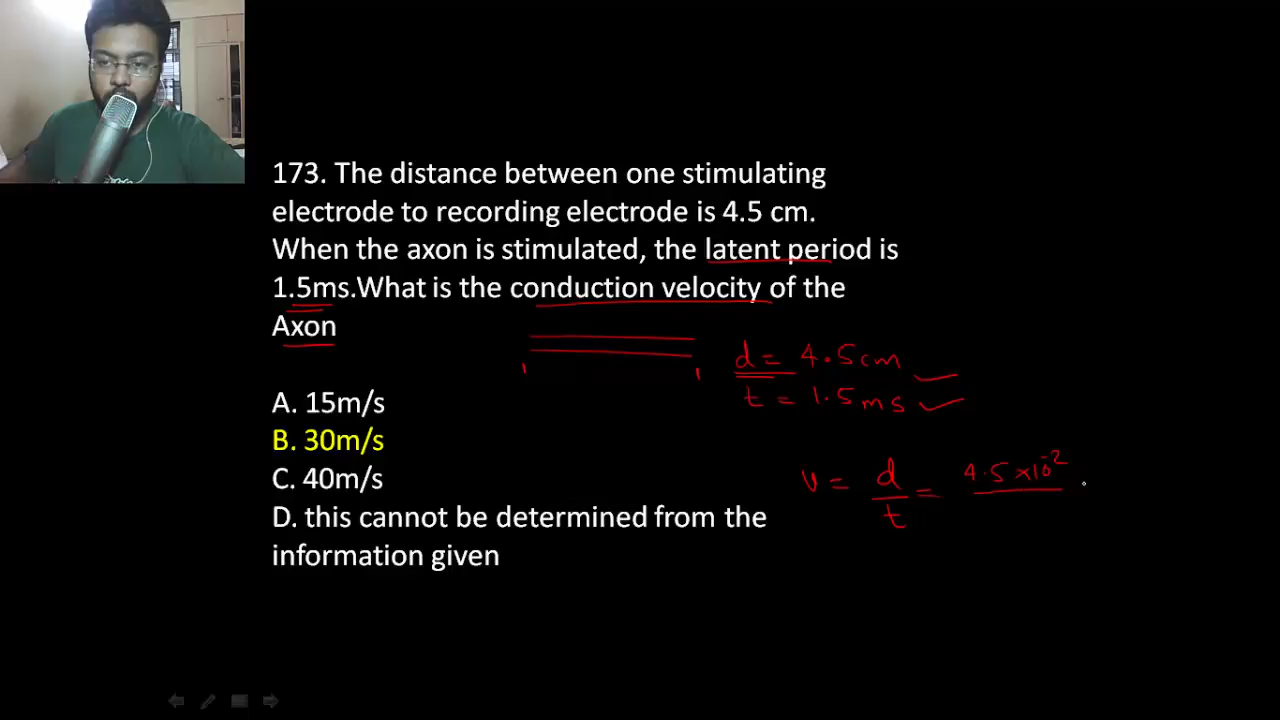 173. The distance between one stimulating
electrode to recording electrode is 4.5 cm.
When the axon is stimulated, the latent period is
1.5ms.What is the conduction velocity of the
Axon
d = 4.5cm
t = 1.5ms
A. 15m/s
B. 30m/s
C. 40m/s
D. this cannot be determined from the
information given
v = d/t = 4.5×10⁻²